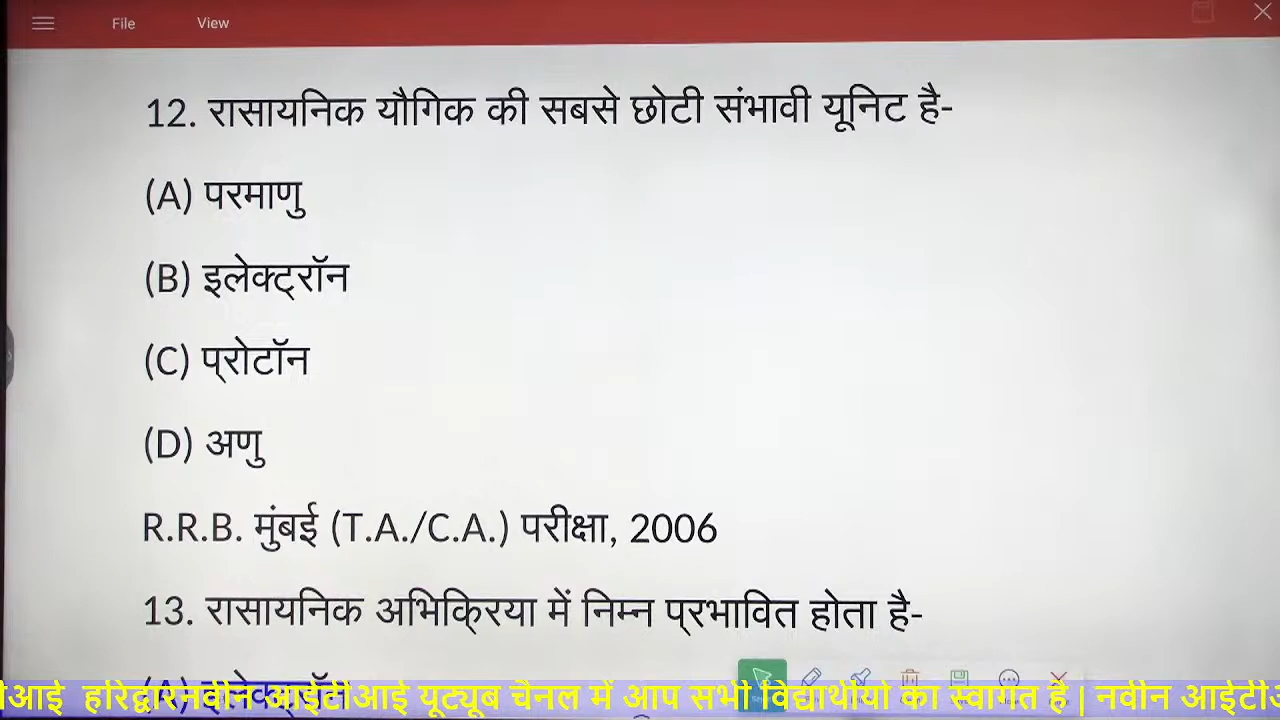 File View
12. रासायनिक यौगिक की सबसे छोटी संभावी यूनिट है-
(A) परमाणु
(B) इलेक्ट्रॉन
(C) प्रोटॉन
(D) अणु
R.R.B. मुंबई (T.A./C.A.) परीक्षा, 2006
13. रासायनिक अभिक्रिया में निम्न प्रभावित होता है-
(A) इलेक्ट्रॉन
हरिद्वार नवीन आईटीआई यूट्यूब चैनल में आप सभी विद्यार्थीयो का स्वागत है | नवीन